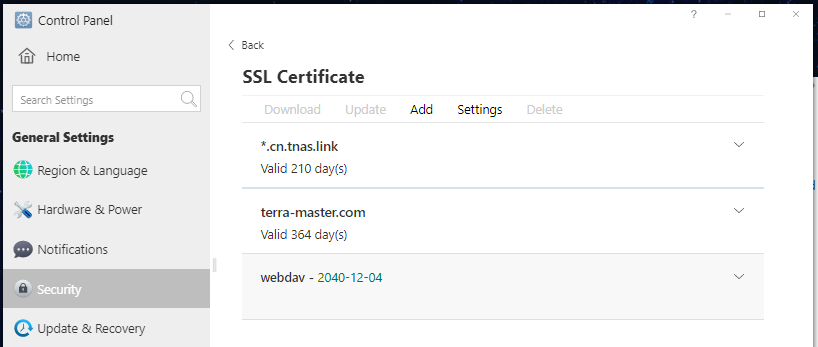 Control Panel
Home
Search Settings
General Settings
Region & Language
Hardware & Power
Notifications
Security
Update & Recovery
?
Back
SSL Certificate
Download Update Add Settings Delete
*.cn.tnas.link
Valid 210 day(s)
terra-master.com
Valid 364 day(s)
webdav - 2040-12-04